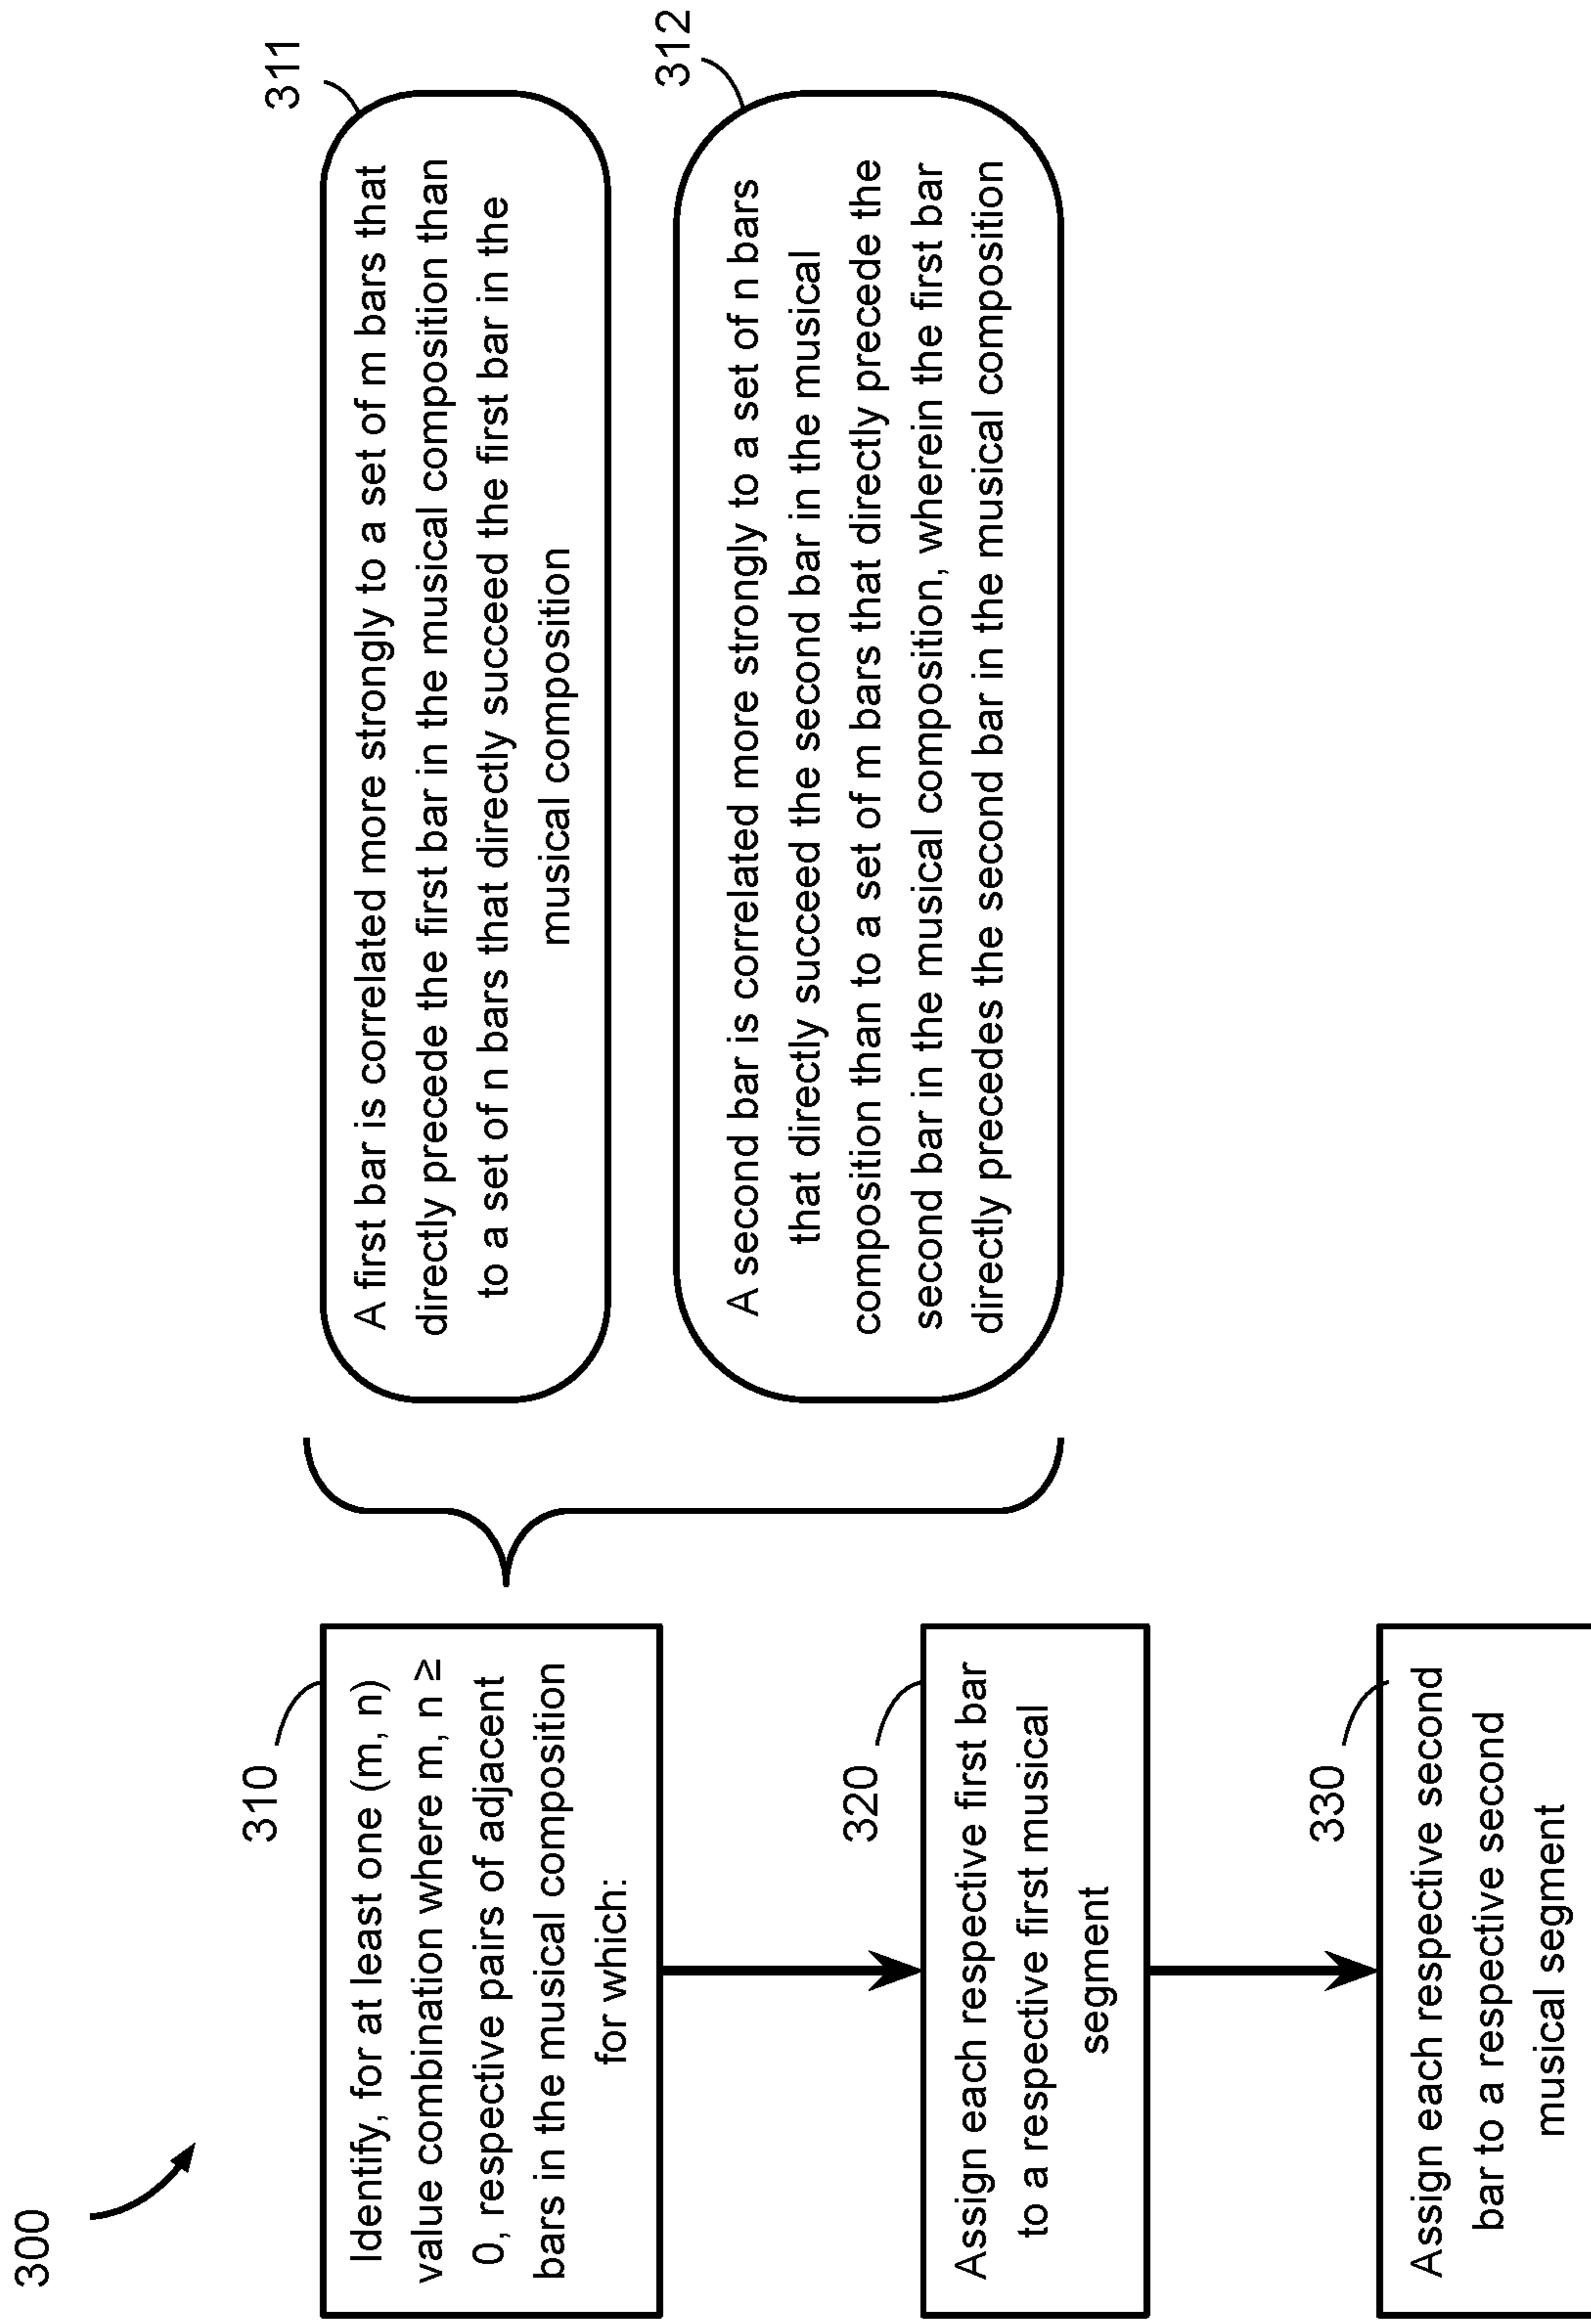 300
310
Identify, for at least one (m, n)
value combination where m, n ≥
0, respective pairs of adjacent
bars in the musical composition
for which:
311
A first bar is correlated more strongly to a set of m bars that
directly precede the first bar in the musical composition than
to a set of n bars that directly succeed the first bar in the
musical composition
312
A second bar is correlated more strongly to a set of n bars
that directly succeed the second bar in the musical
composition than to a set of m bars that directly precede the
second bar in the musical composition, wherein the first bar
directly precedes the second bar in the musical composition
320
Assign each respective first bar
to a respective first musical
segment
330
Assign each respective second
bar to a respective second
musical segment